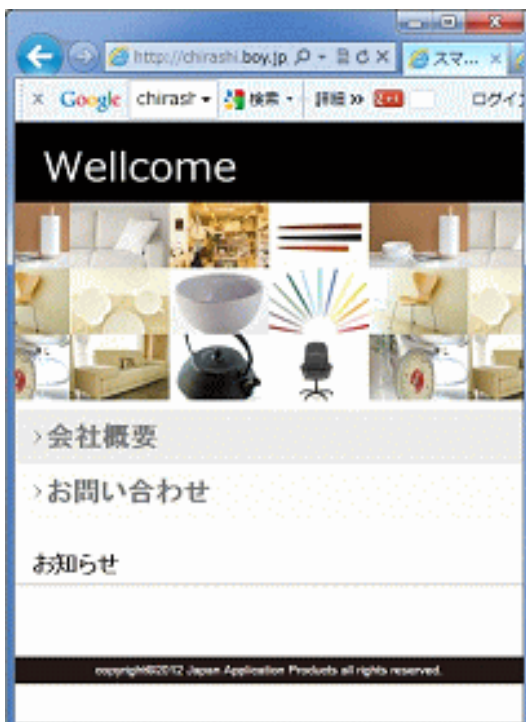 http://chirashi.boy.jp
スマ...
Google
chirash
検索
詳細 »
ログイン
Wellcome
会社概要
お問い合わせ
お知らせ
copyright©2012 Japan Application Products all rights reserved.